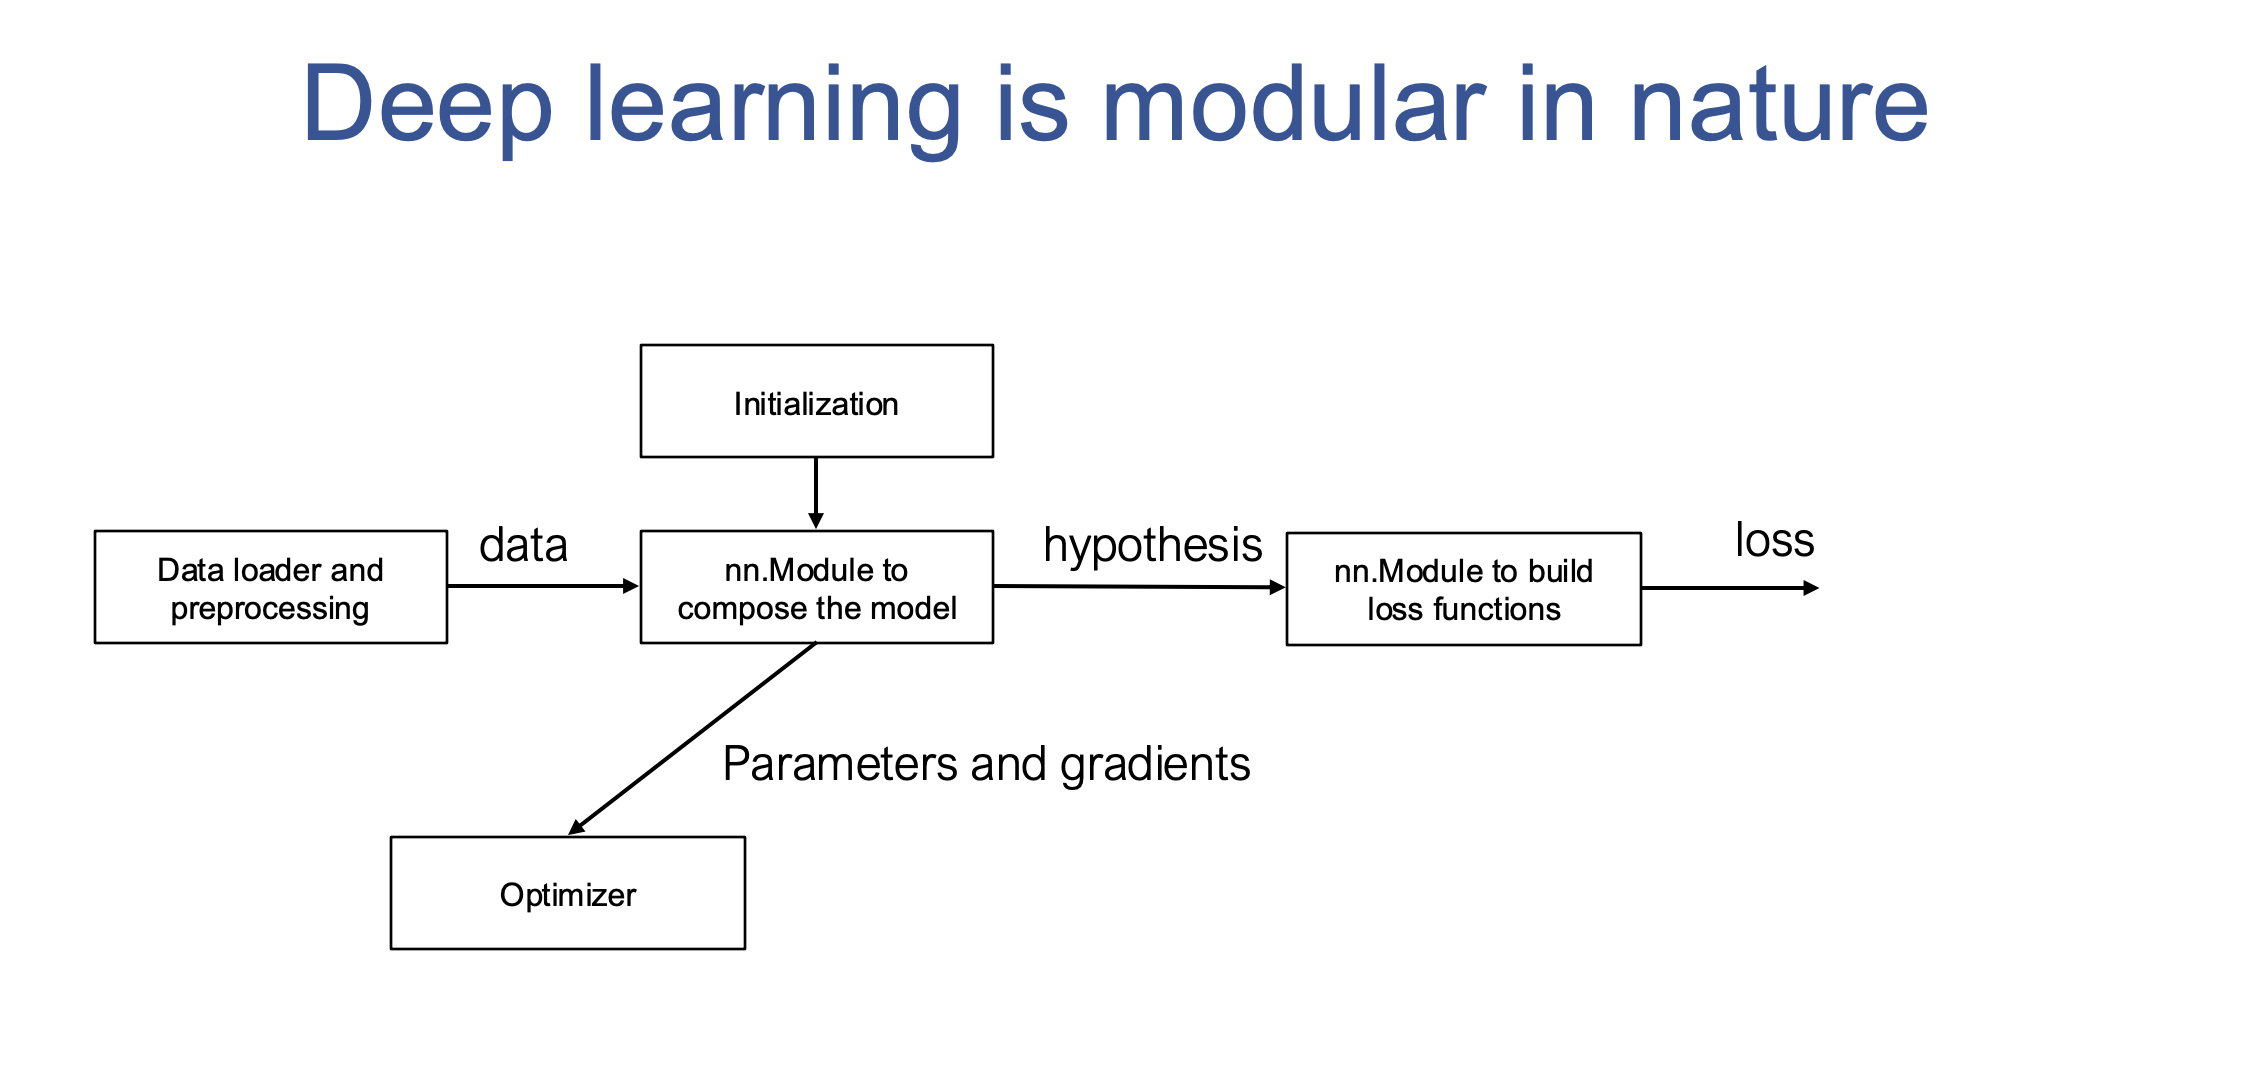 Deep learning is modular in nature
Initialization
Data loader and
preprocessing
data
nn.Module to
compose the model
hypothesis
nn.Module to build
loss functions
loss
Parameters and gradients
Optimizer